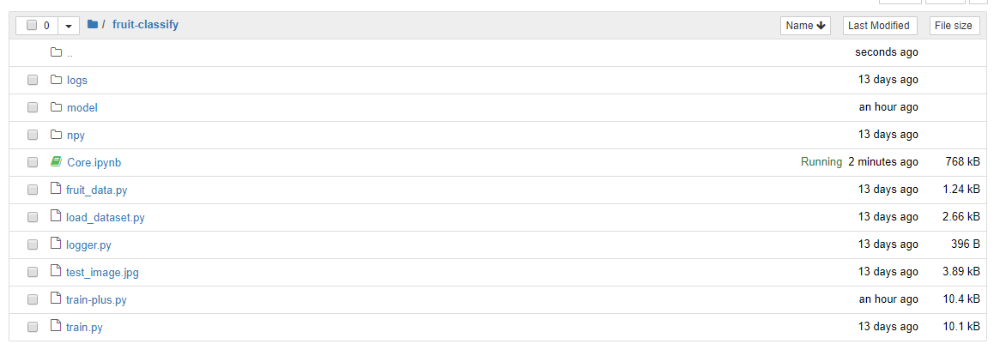 0 / fruit-classify Name Last Modified File size
.. seconds ago
logs 13 days ago
model an hour ago
npy 13 days ago
Core.ipynb Running 2 minutes ago 768 kB
fruit_data.py 13 days ago 1.24 kB
load_dataset.py 13 days ago 2.66 kB
logger.py 13 days ago 396 B
test_image.jpg 13 days ago 3.89 kB
train-plus.py an hour ago 10.4 kB
train.py 13 days ago 10.1 kB